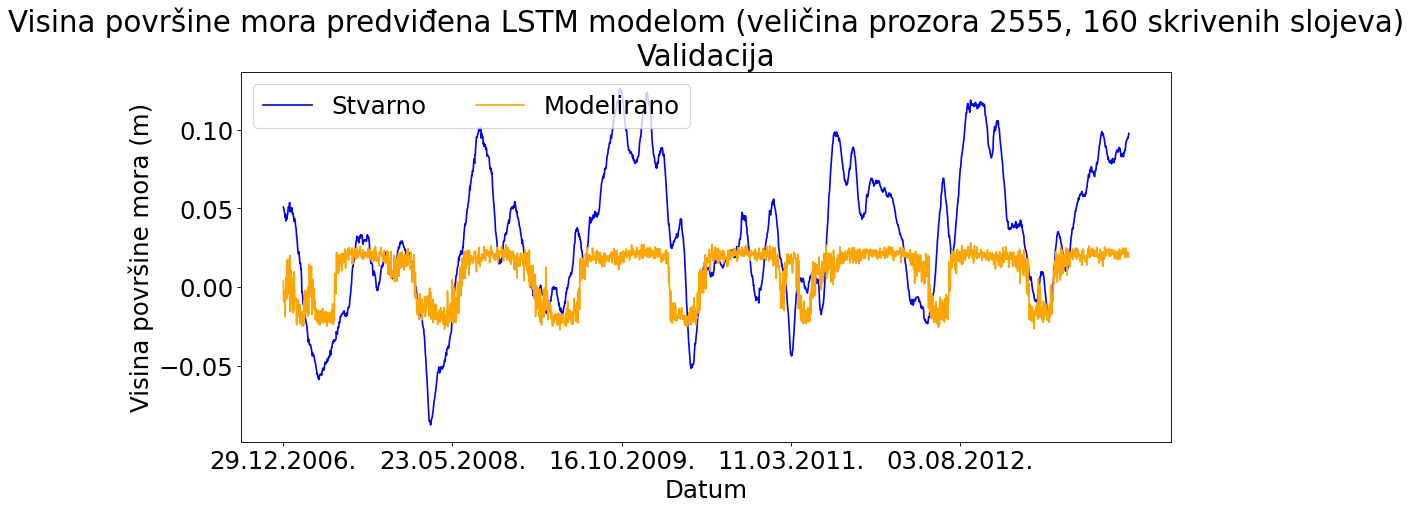 Visina površine mora predviđena LSTM modelom (veličina prozora 2555, 160 skrivenih slojeva)
Validacija
Stvarno
Modelirano
Visina površine mora (m)
0.10
0.05
0.00
−0.05
29.12.2006.
23.05.2008.
16.10.2009.
11.03.2011.
03.08.2012.
Datum